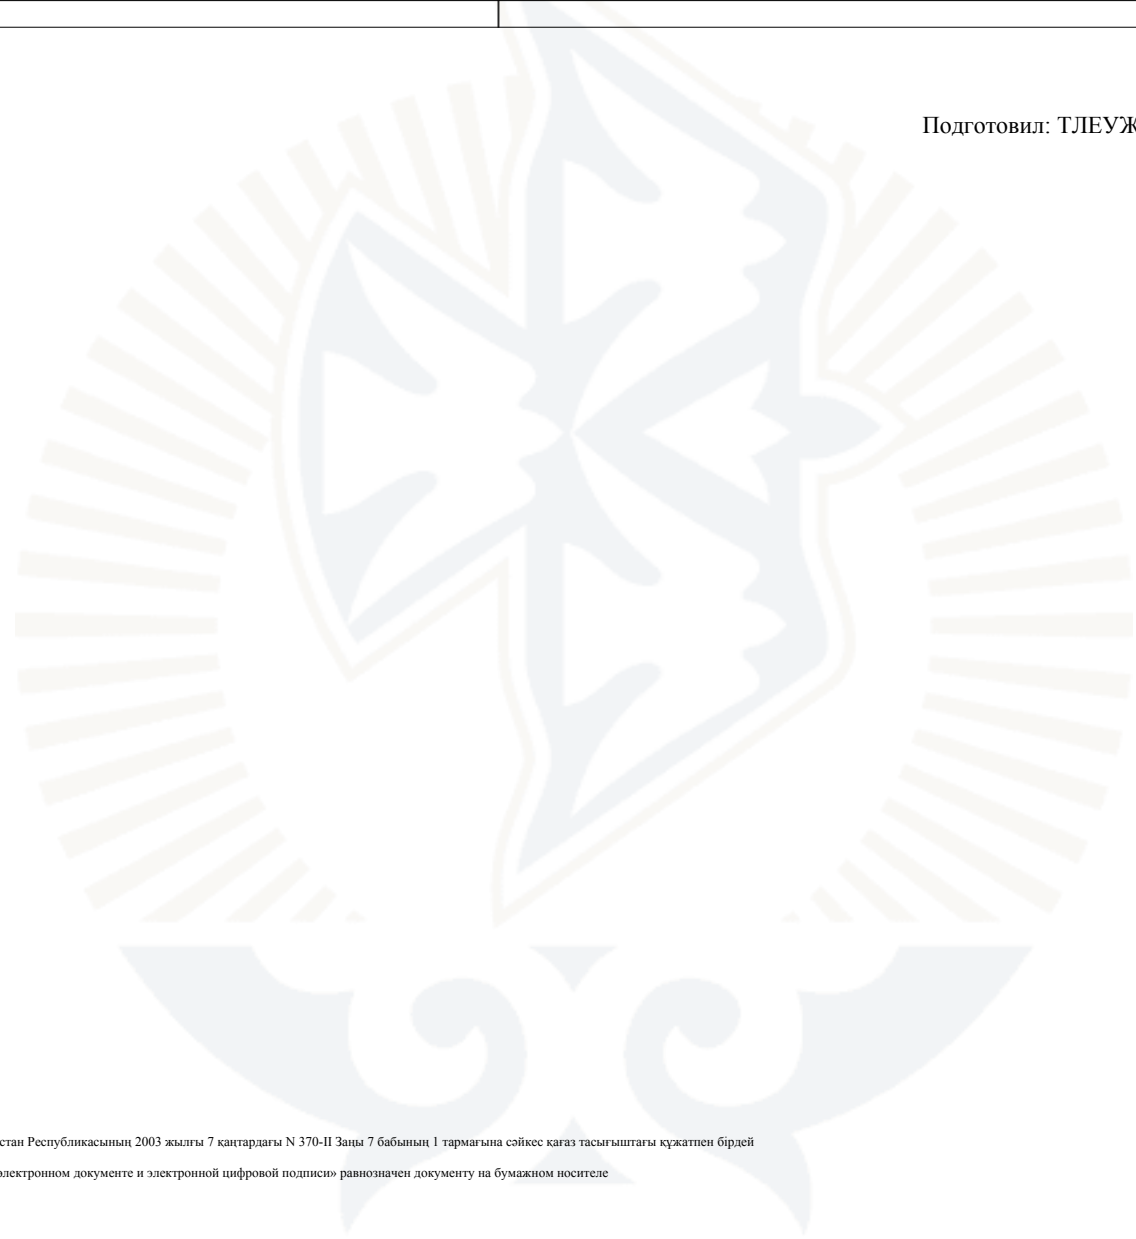 Подготовил: ТЛЕУЖ
стан Республикасының 2003 жылғы 7 қаңтардағы N 370-II Заңы 7 бабының 1 тармағына сәйкес қағаз тасығыштағы құжатпен бірдей
электронном документе и электронной цифровой подписи» равнозначен документу на бумажном носителе